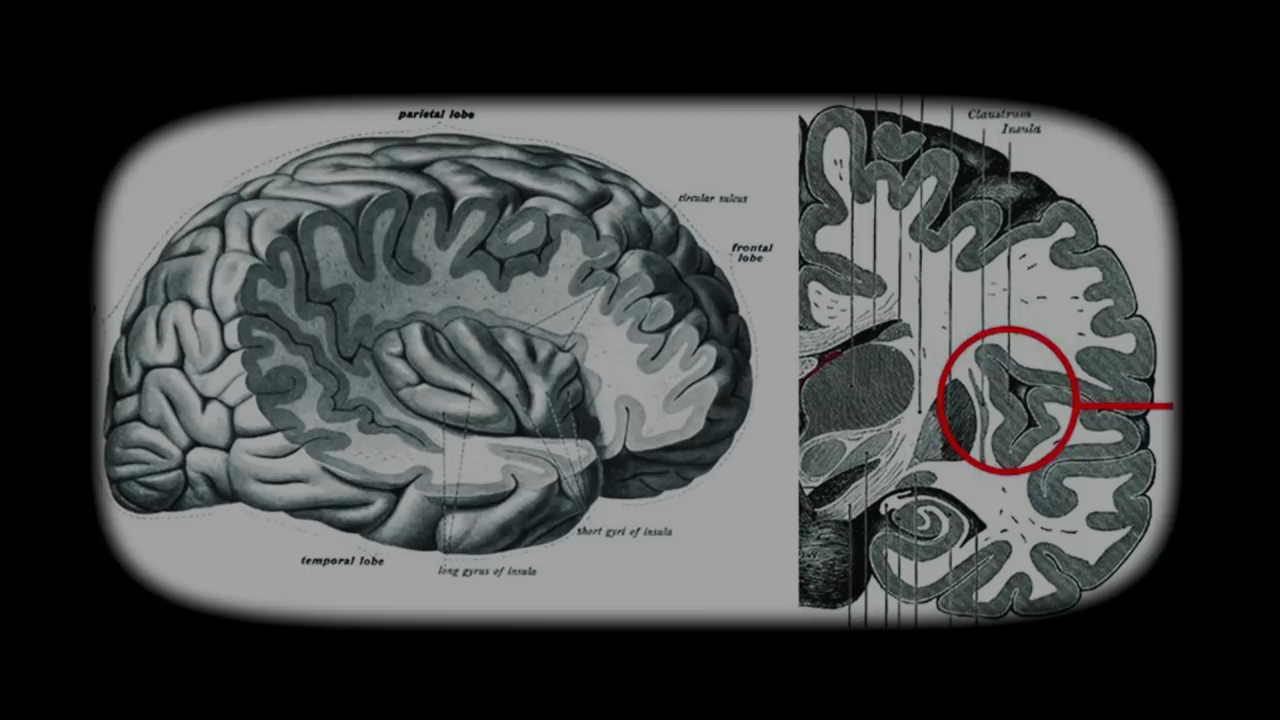 parietal lobe
circular sulcus
frontal
lobe
short gyri of insula
temporal lobe
long gyrus of insula
Claustrum
Insula